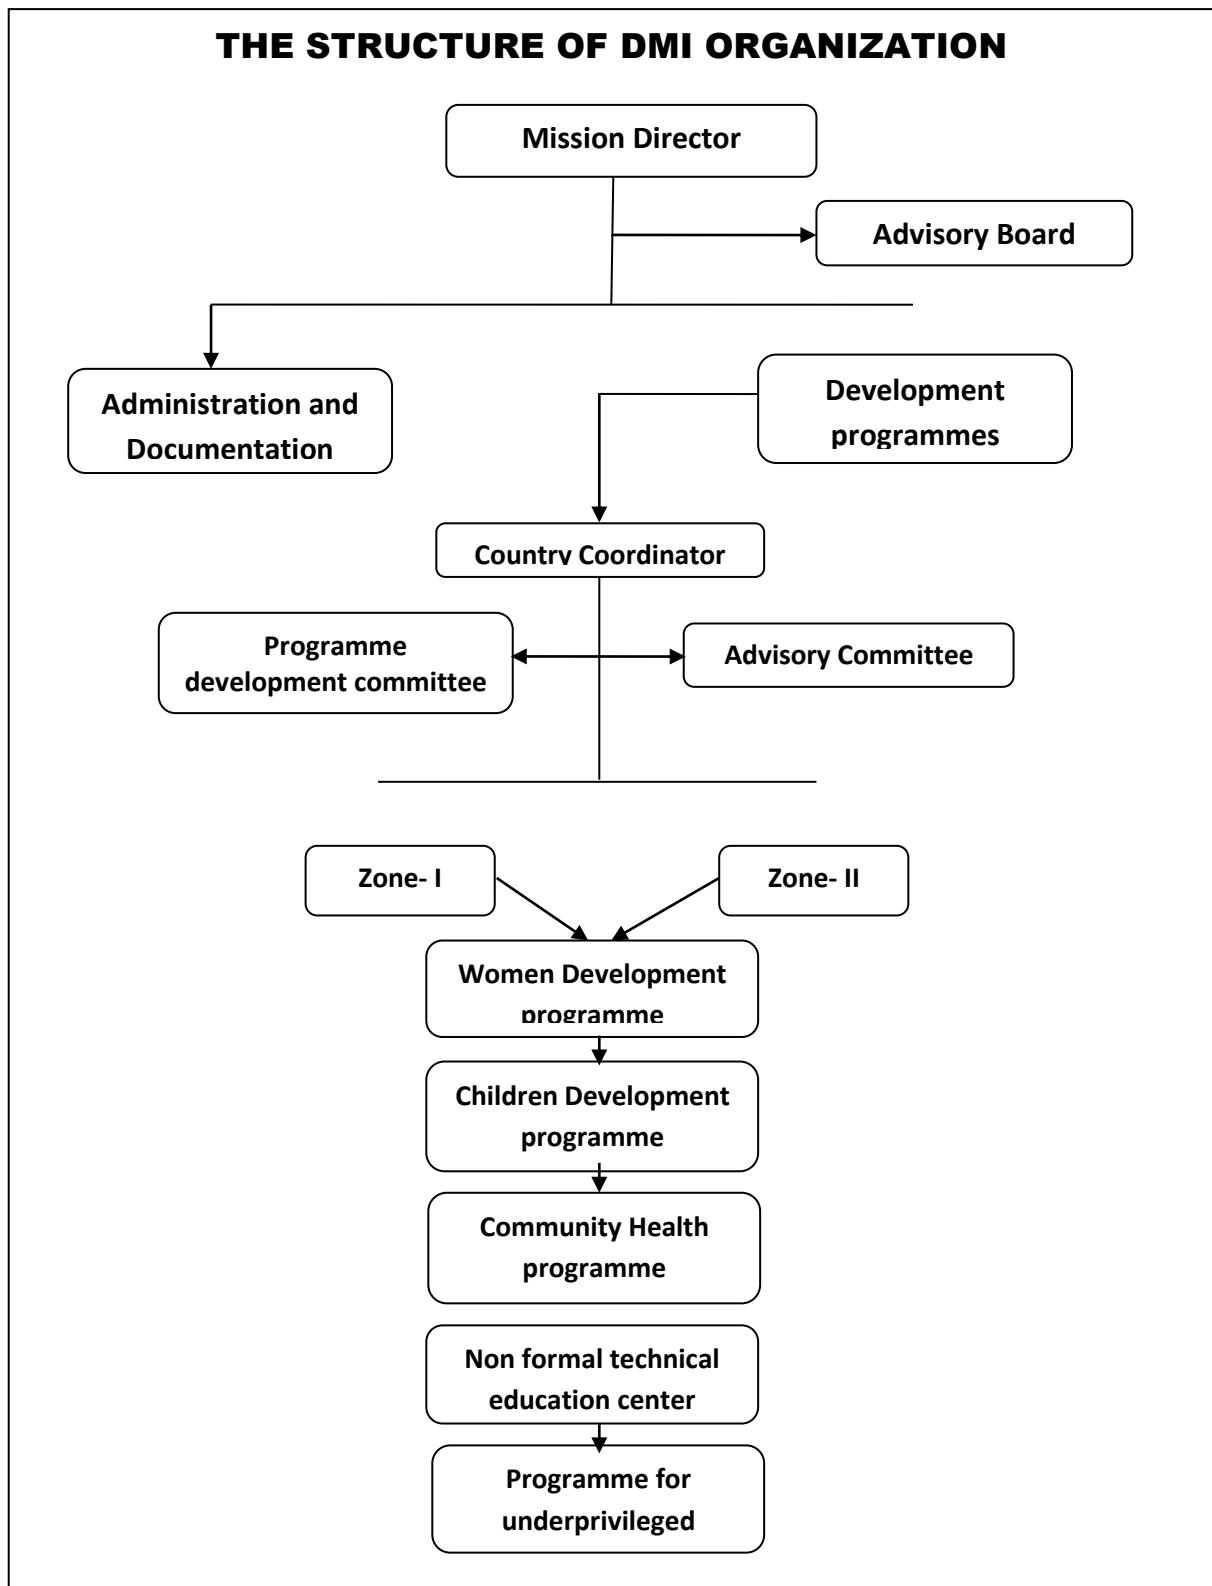 THE STRUCTURE OF DMI ORGANIZATION
Mission Director
Advisory Board
Administration and
Documentation
Development
programmes
Country Coordinator
Programme
development committee
Advisory Committee
Zone- I
Zone- II
Women Development
programme
Children Development
programme
Community Health
programme
Non formal technical
education center
Programme for
underprivileged